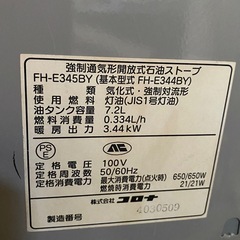 強制通気形開放式石油ストーブ
FH-E345BY (基本型式 FH-E344BY)
種類 気化式・強制対流形
使用燃料 灯油(JIS1号灯油)
油タンク容量 7.2L
燃料消費量 0.334L/h
暖房出力 3.44kW
PS E
定格電圧 100V
定格周波数 50/60Hz
定格消費電力 最大消費電力(点火時) 650/650W
燃焼時消費電力 21/21W
株式会社コロナ
製造番号 4030509